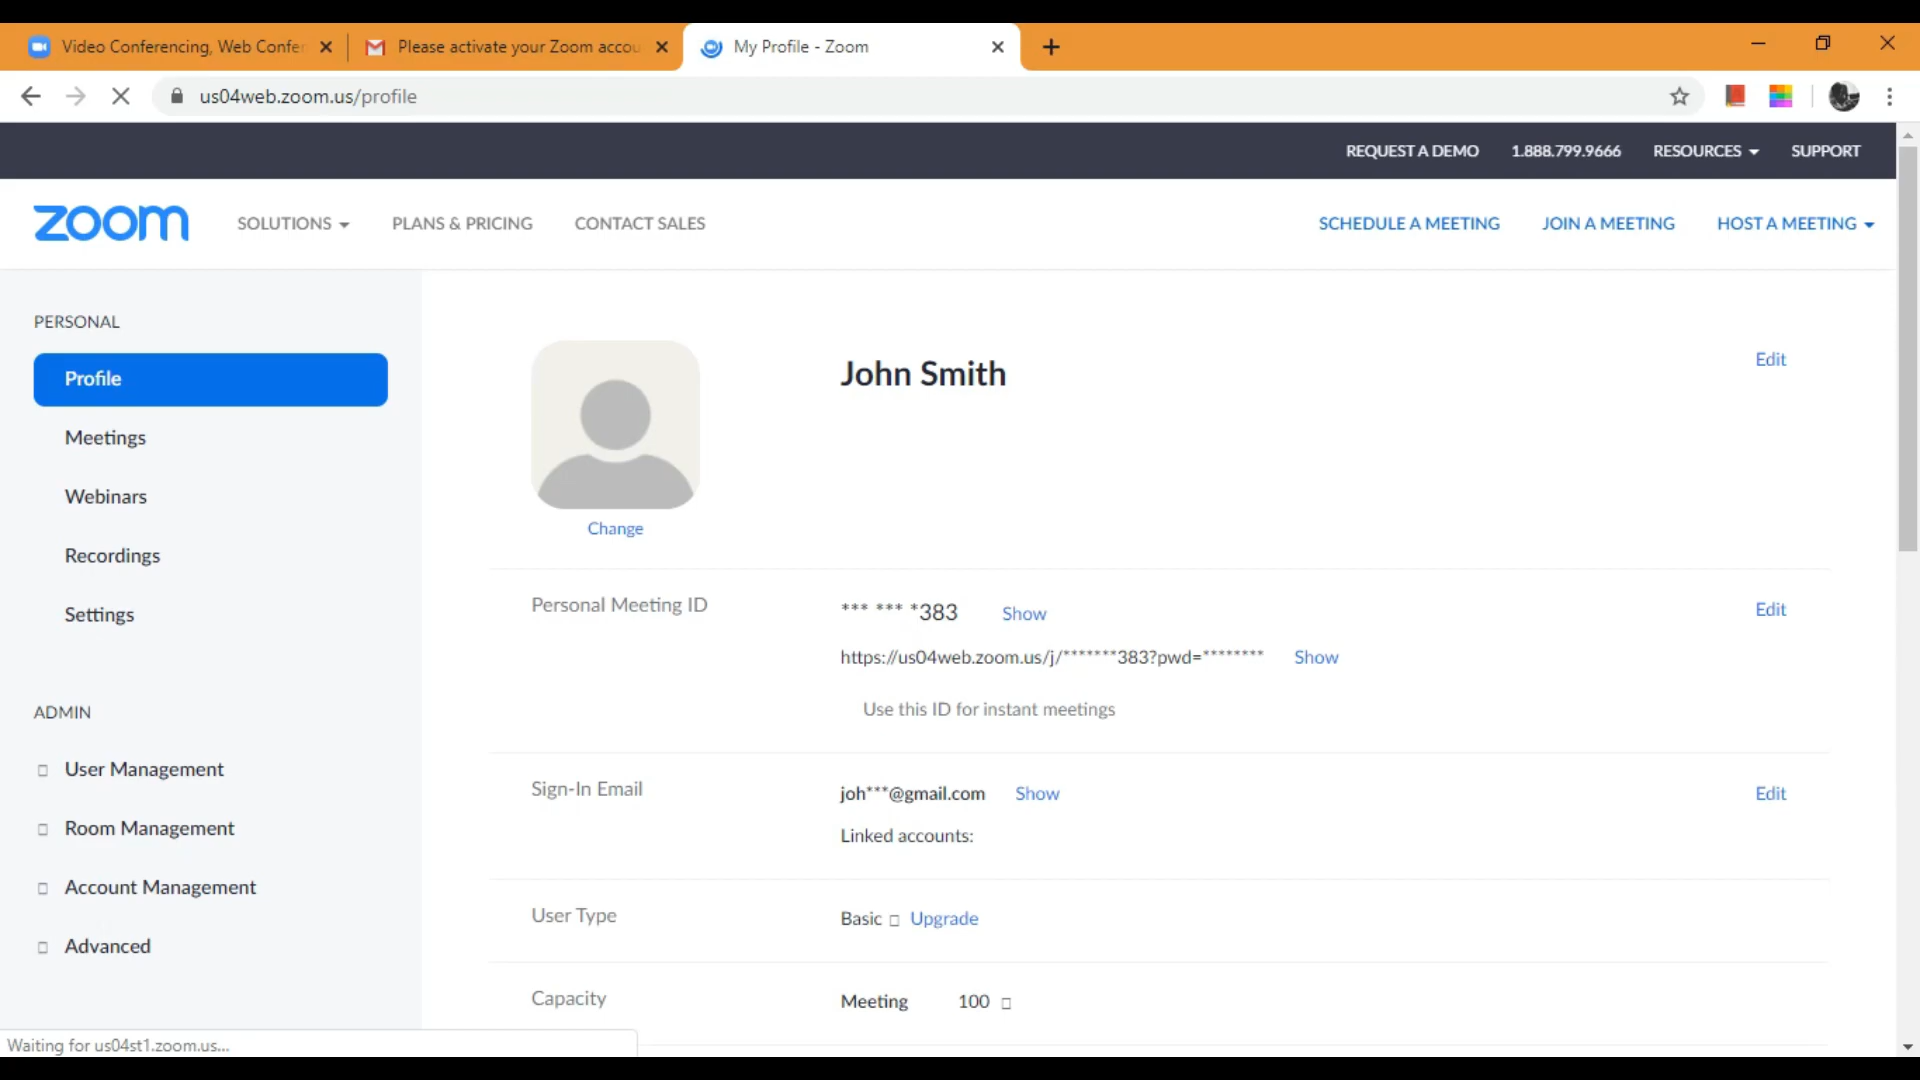 Video Conferencing, Web Confer
Please activate your Zoom accou
My Profile - Zoom
us04web.zoom.us/profile
REQUEST A DEMO 1.888.799.9666 RESOURCES SUPPORT
zoom SOLUTIONS PLANS & PRICING CONTACT SALES SCHEDULE A MEETING JOIN A MEETING HOST A MEETING
PERSONAL
Profile
Meetings
Webinars
Recordings
Settings
ADMIN
User Management
Room Management
Account Management
Advanced
John Smith Edit
Change
Personal Meeting ID *** *** *383 Show Edit
https://us04web.zoom.us/j/*******383?pwd=******** Show
Use this ID for instant meetings
Sign-In Email joh***@gmail.com Show Edit
Linked accounts:
User Type Basic Upgrade
Capacity Meeting 100
Waiting for us04st1.zoom.us...